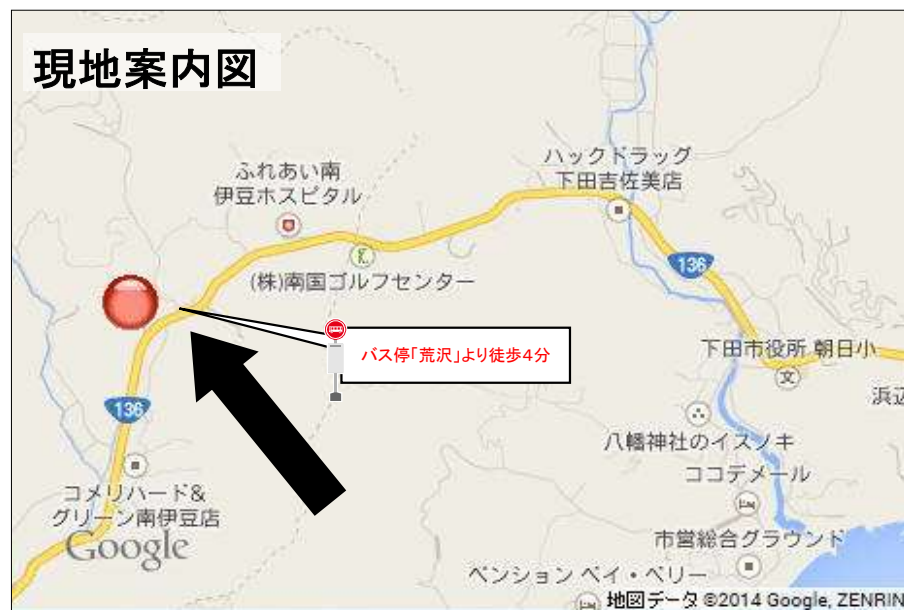 現地案内図
ハックドラッグ
下田吉佐美店
ふれあい南
伊豆ホスピタル
136
(株)南国ゴルフセンター
バス停「荒沢」より徒歩4分
下田市役所 朝日小
浜辺
136
八幡神社のイスノキ
ココデメール
コメリハード&
グリーン南伊豆店
Google
市営総合グラウンド
ペンション ベイ・ベリー
地図データ ©2014 Google, ZENRIN